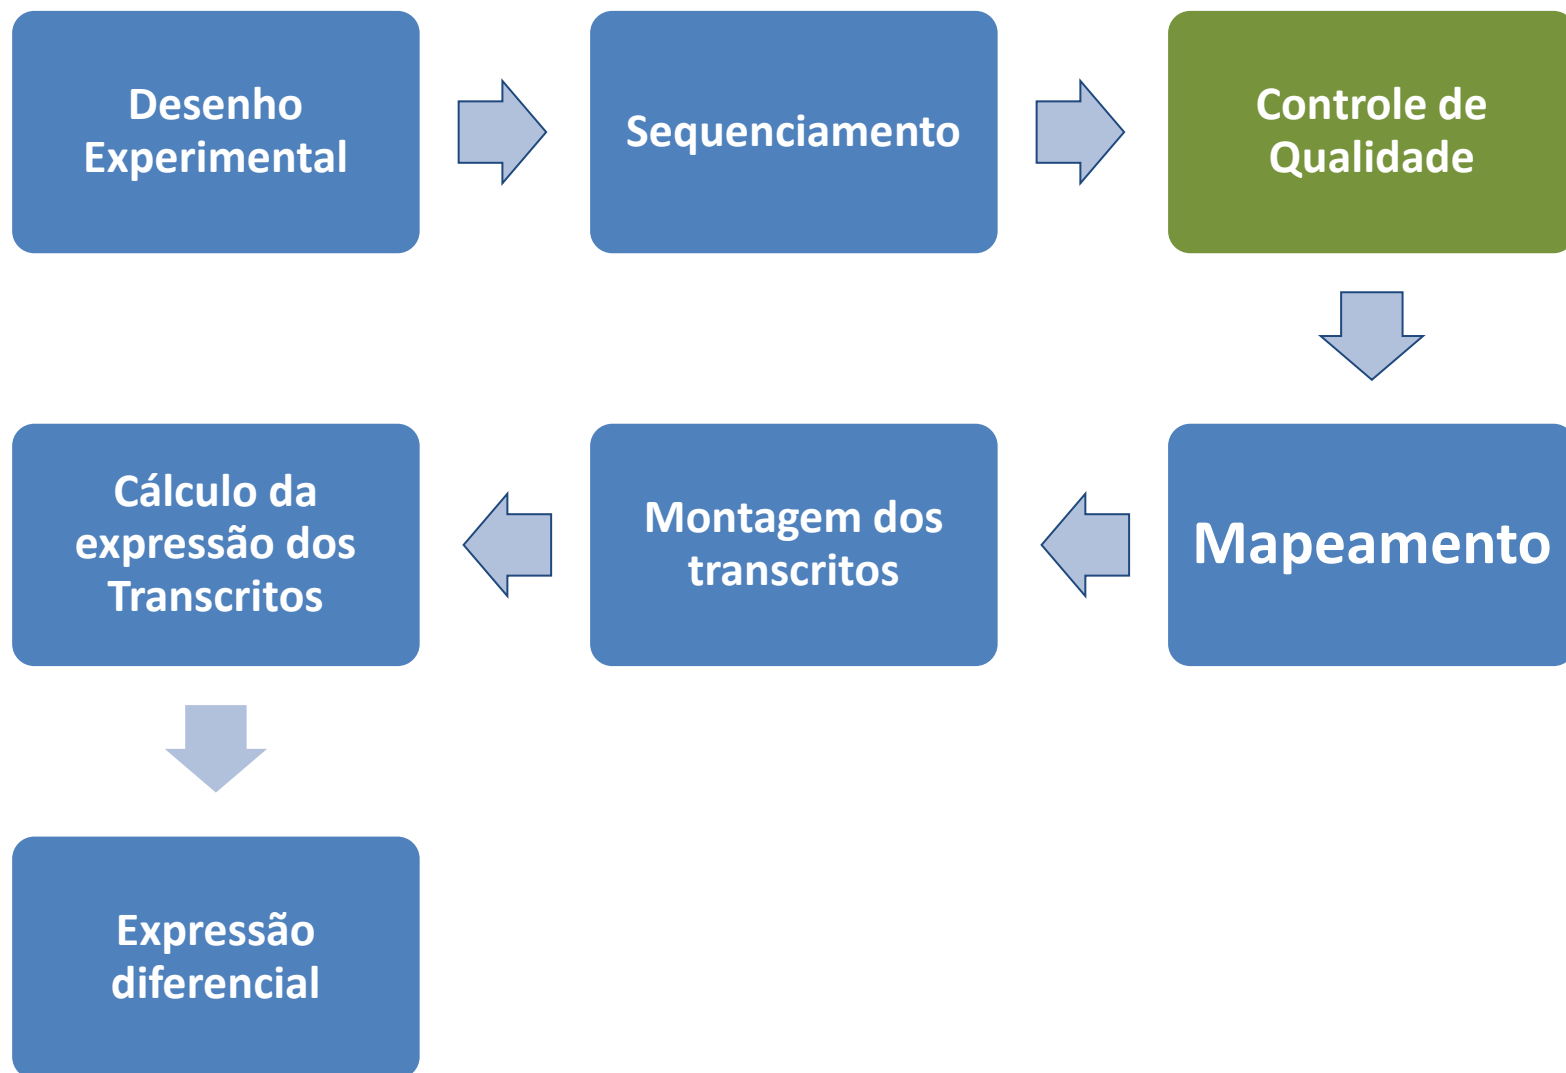 Desenho
Experimental
Sequenciamento
Controle de
Qualidade
Mapeamento
Montagem dos
transcritos
Cálculo da
expressão dos
Transcritos
Expressão
diferencial